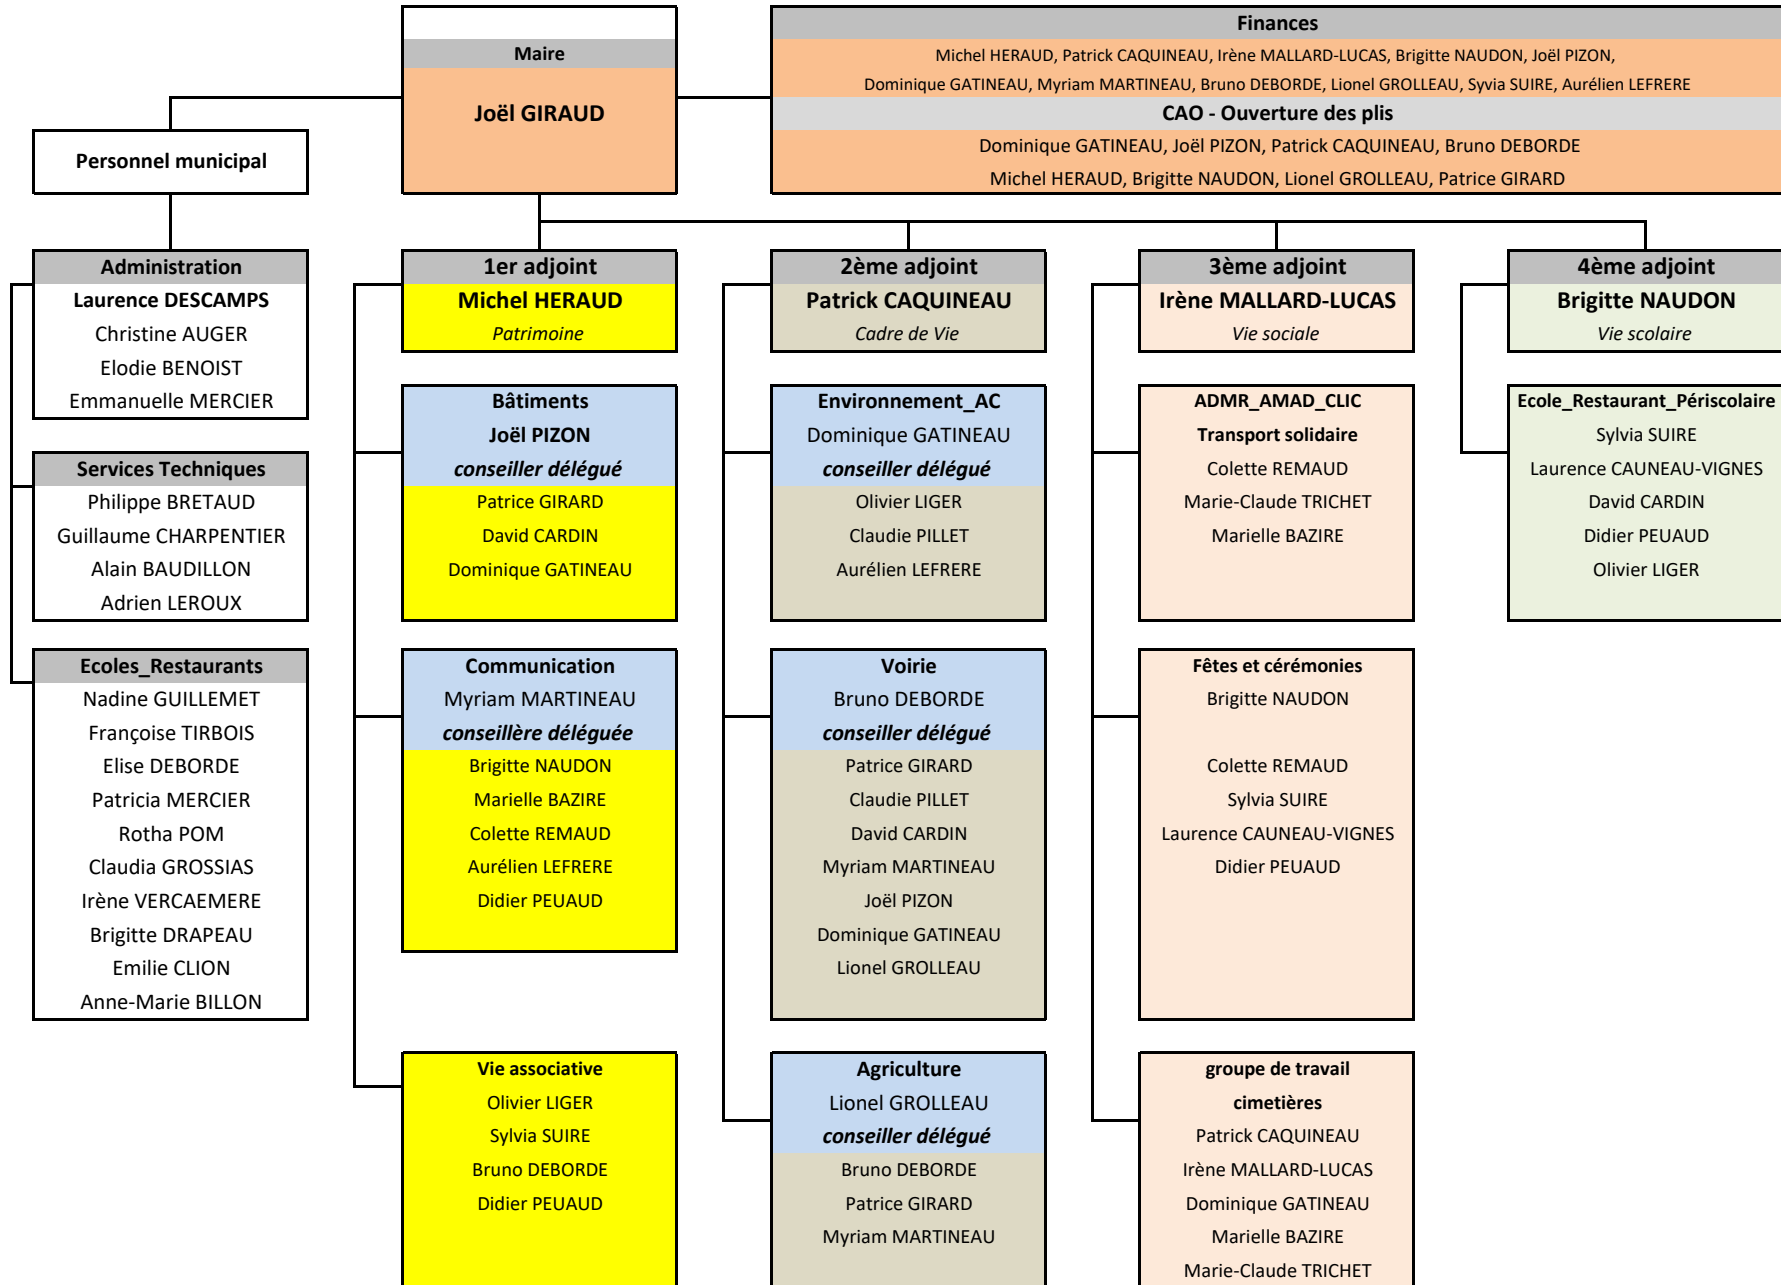 Maire
Joël GIRAUD
Finances
Michel HERAUD, Patrick CAQUINEAU, Irène MALLARD-LUCAS, Brigitte NAUDON, Joël PIZON,
Dominique GATINEAU, Myriam MARTINEAU, Bruno DEBORDE, Lionel GROLLEAU, Syvia SUIRE, Aurélien LEFRERE
CAO - Ouverture des plis
Dominique GATINEAU, Joël PIZON, Patrick CAQUINEAU, Bruno DEBORDE
Michel HERAUD, Brigitte NAUDON, Lionel GROLLEAU, Patrice GIRARD
Personnel municipal
Administration
Laurence DESCAMPS
Christine AUGER
Elodie BENOIST
Emmanuelle MERCIER
Services Techniques
Philippe BRETAUD
Guillaume CHARPENTIER
Alain BAUDILLON
Adrien LEROUX
Ecoles_Restaurants
Nadine GUILLEMET
Françoise TIRBOIS
Elise DEBORDE
Patricia MERCIER
Rotha POM
Claudia GROSSIAS
Irène VERCAEMERE
Brigitte DRAPEAU
Emilie CLION
Anne-Marie BILLON
1er adjoint
Michel HERAUD
Patrimoine
Bâtiments
Joël PIZON
conseiller délégué
Patrice GIRARD
David CARDIN
Dominique GATINEAU
Communication
Myriam MARTINEAU
conseillère déléguée
Brigitte NAUDON
Marielle BAZIRE
Colette REMAUD
Aurélien LEFRERE
Didier PEUAUD
Vie associative
Olivier LIGER
Sylvia SUIRE
Bruno DEBORDE
Didier PEUAUD
2ème adjoint
Patrick CAQUINEAU
Cadre de Vie
Environnement_AC
Dominique GATINEAU
conseiller délégué
Olivier LIGER
Claudie PILLET
Aurélien LEFRERE
Voirie
Bruno DEBORDE
conseiller délégué
Patrice GIRARD
Claudie PILLET
David CARDIN
Myriam MARTINEAU
Joël PIZON
Dominique GATINEAU
Lionel GROLLEAU
Agriculture
Lionel GROLLEAU
conseiller délégué
Bruno DEBORDE
Patrice GIRARD
Myriam MARTINEAU
3ème adjoint
Irène MALLARD-LUCAS
Vie sociale
ADMR_AMAD_CLIC
Transport solidaire
Colette REMAUD
Marie-Claude TRICHET
Marielle BAZIRE
Fêtes et cérémonies
Brigitte NAUDON
Colette REMAUD
Sylvia SUIRE
Laurence CAUNEAU-VIGNES
Didier PEUAUD
groupe de travail
cimetières
Patrick CAQUINEAU
Irène MALLARD-LUCAS
Dominique GATINEAU
Marielle BAZIRE
Marie-Claude TRICHET
4ème adjoint
Brigitte NAUDON
Vie scolaire
Ecole_Restaurant_Périscolaire
Sylvia SUIRE
Laurence CAUNEAU-VIGNES
David CARDIN
Didier PEUAUD
Olivier LIGER